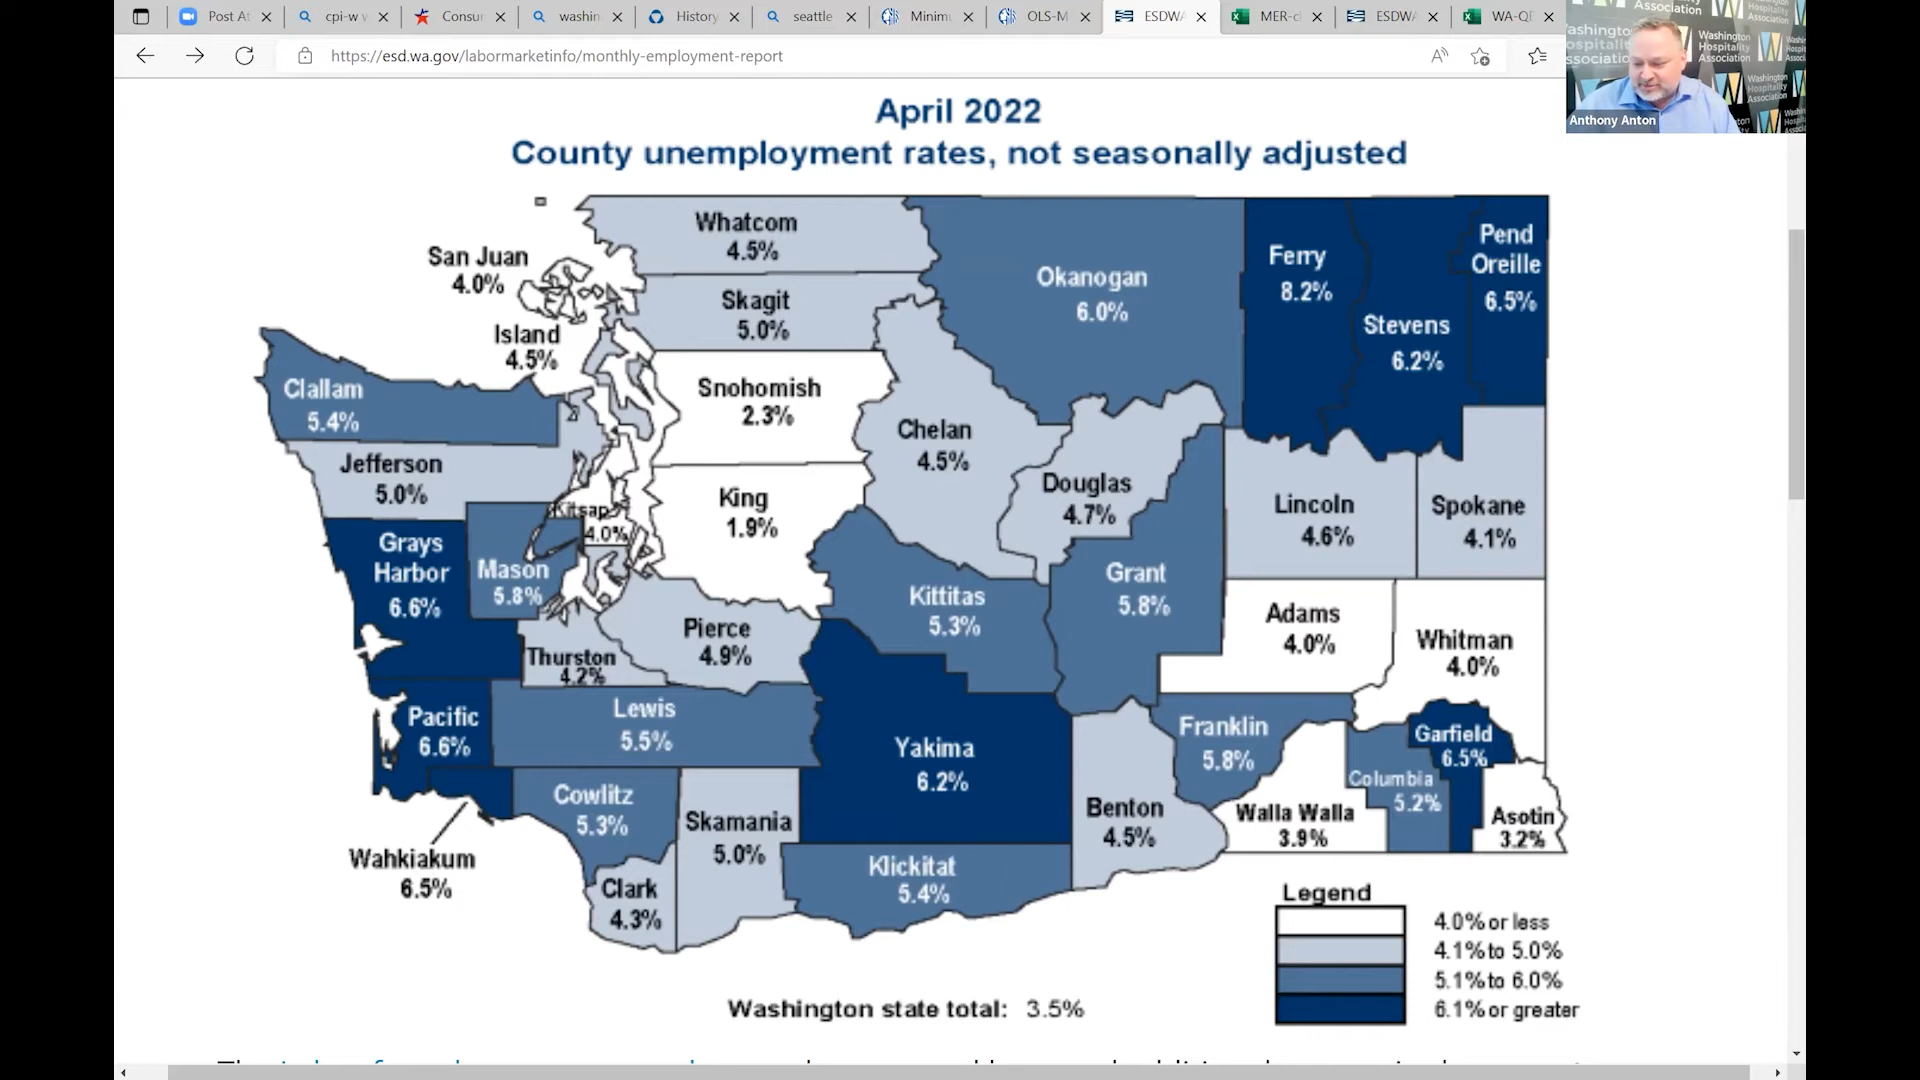 Post At
cpi-w w
Consur
washin
History
seattle
Minim
OLS-M
ESDWA
MER-c
ESDWA
WA-QF
https://esd.wa.gov/labormarketinfo/monthly-employment-report
Washington
Hospitality
Association
Anthony Anton
April 2022
County unemployment rates, not seasonally adjusted
Whatcom
4.5%
San Juan
4.0%
Skagit
5.0%
Island
4.5%
Okanogan
6.0%
Ferry
8.2%
Stevens
6.2%
Pend
Oreille
6.5%
Clallam
5.4%
Snohomish
2.3%
Chelan
4.5%
Jefferson
5.0%
Douglas
4.7%
Lincoln
4.6%
Spokane
4.1%
Kitsap
4.0%
King
1.9%
Grays
Harbor
6.6%
Mason
5.8%
Kittitas
5.3%
Grant
5.8%
Adams
4.0%
Whitman
4.0%
Thurston
4.2%
Pierce
4.9%
Pacific
6.6%
Lewis
5.5%
Yakima
6.2%
Franklin
5.8%
Garfield
6.5%
Columbia
5.2%
Cowlitz
5.3%
Skamania
5.0%
Benton
4.5%
Walla Walla
3.9%
Asotin
3.2%
Wahkiakum
6.5%
Clark
4.3%
Klickitat
5.4%
Legend
4.0% or less
4.1% to 5.0%
5.1% to 6.0%
6.1% or greater
Washington state total: 3.5%